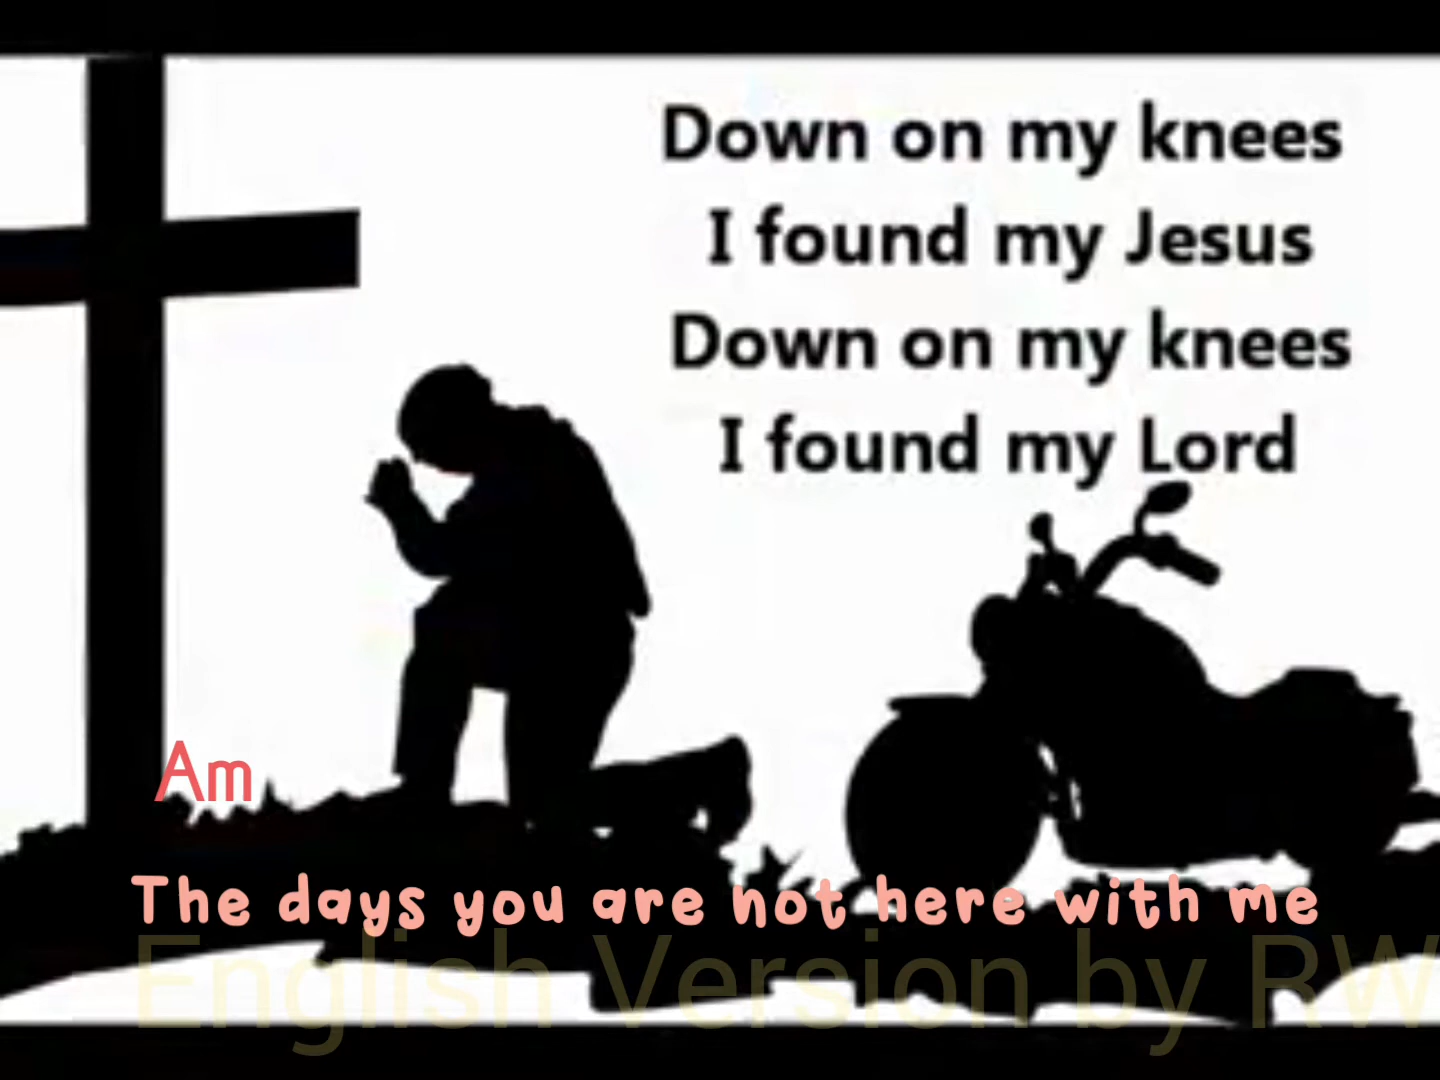 Down on my knees
I found my Jesus
Down on my knees
I found my Lord
Am
The days you are not here with me
English Version by RW